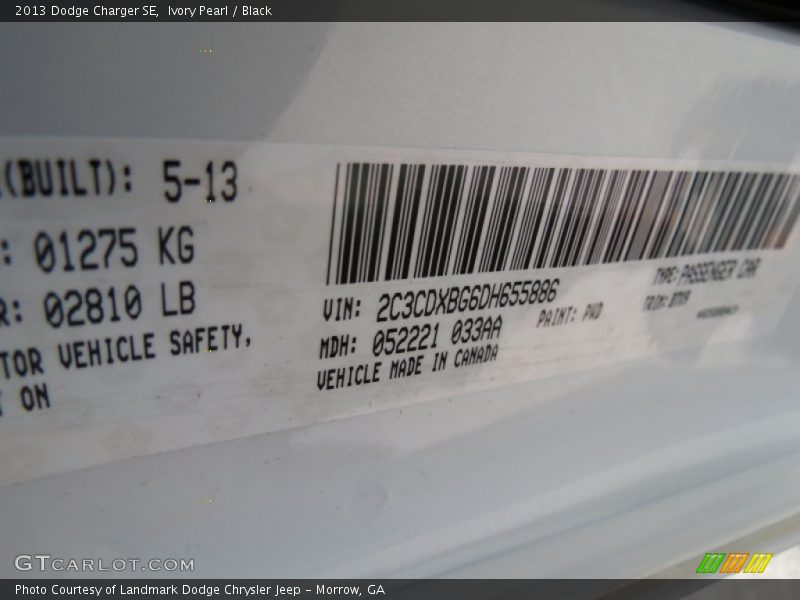 2013 Dodge Charger SE, Ivory Pearl / Black
(BUILT): 5-13
: 01275 KG
R: 02810 LB
TOR VEHICLE SAFETY,
T ON
VIN: 2C3CDXBG6DH655886
MDH: 052221 033AA
VEHICLE MADE IN CANADA
PAINT: PWD
TYPE: PASSENGER CAR
TRIM:
GTCARLOT.COM
Photo Courtesy of Landmark Dodge Chrysler Jeep – Morrow, GA